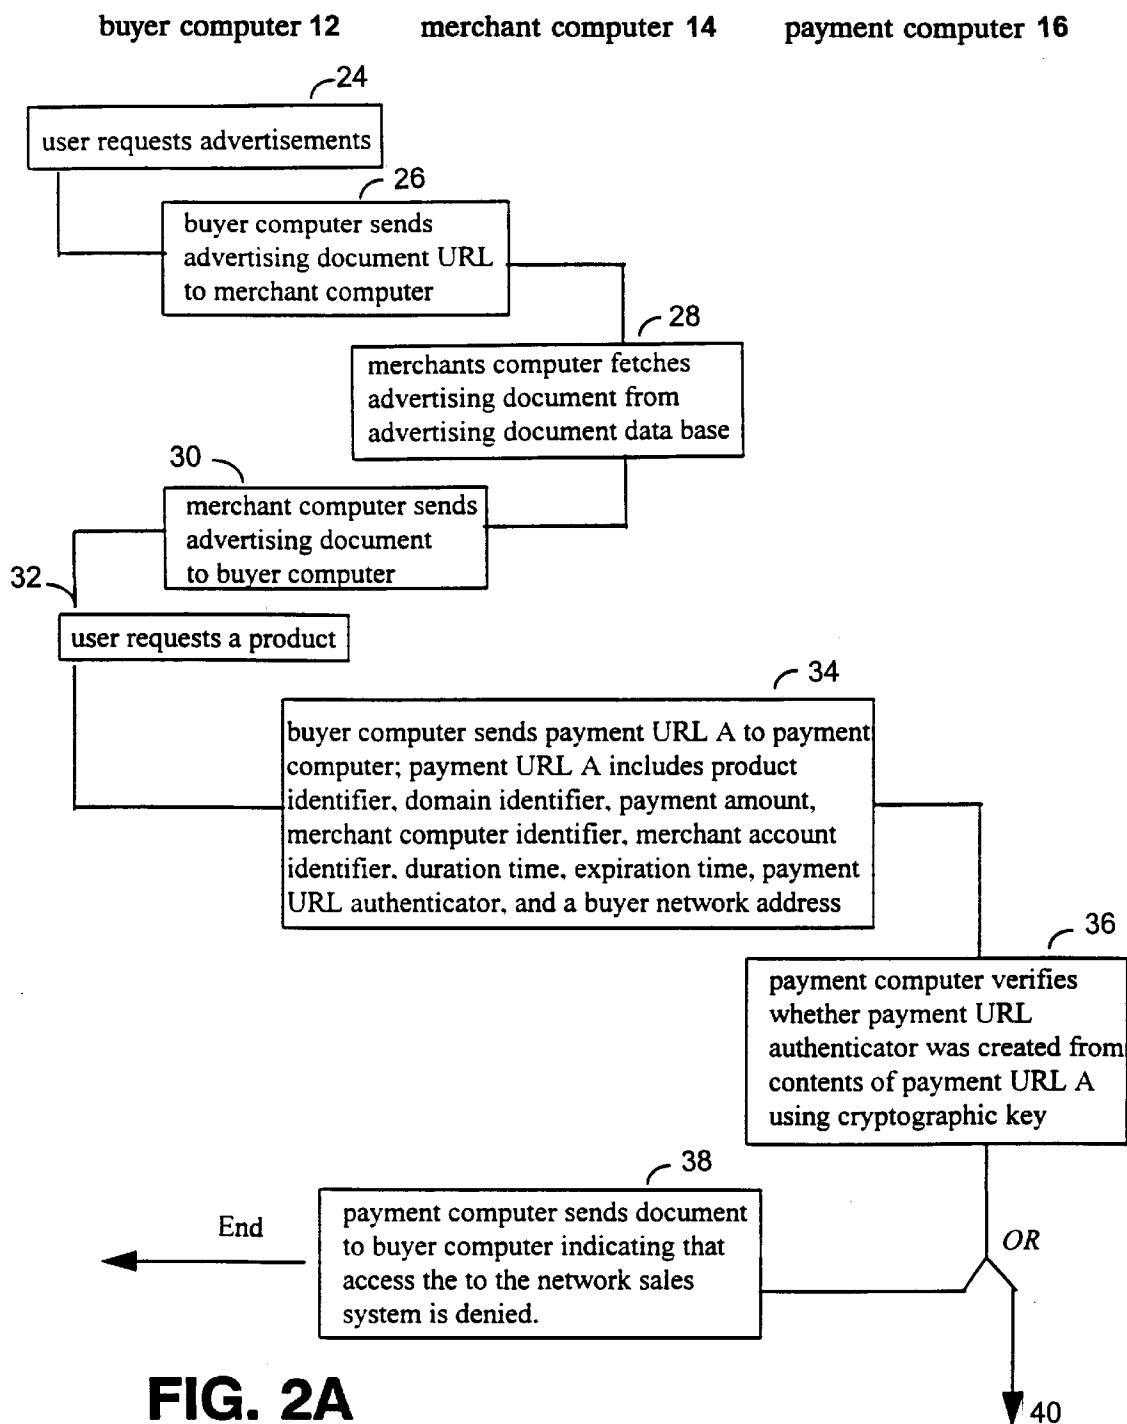 buyer computer 12 merchant computer 14 payment computer 16
24
user requests advertisements
26
buyer computer sends
advertising document URL
to merchant computer
28
merchants computer fetches
advertising document from
advertising document data base
30
merchant computer sends
advertising document
to buyer computer
32
user requests a product
34
buyer computer sends payment URL A to payment
computer; payment URL A includes product
identifier, domain identifier, payment amount,
merchant computer identifier, merchant account
identifier, duration time, expiration time, payment
URL authenticator, and a buyer network address
36
payment computer verifies
whether payment URL
authenticator was created from
contents of payment URL A
using cryptographic key
38
payment computer sends document
to buyer computer indicating that
access the to the network sales
system is denied.
End
OR
40
FIG. 2A